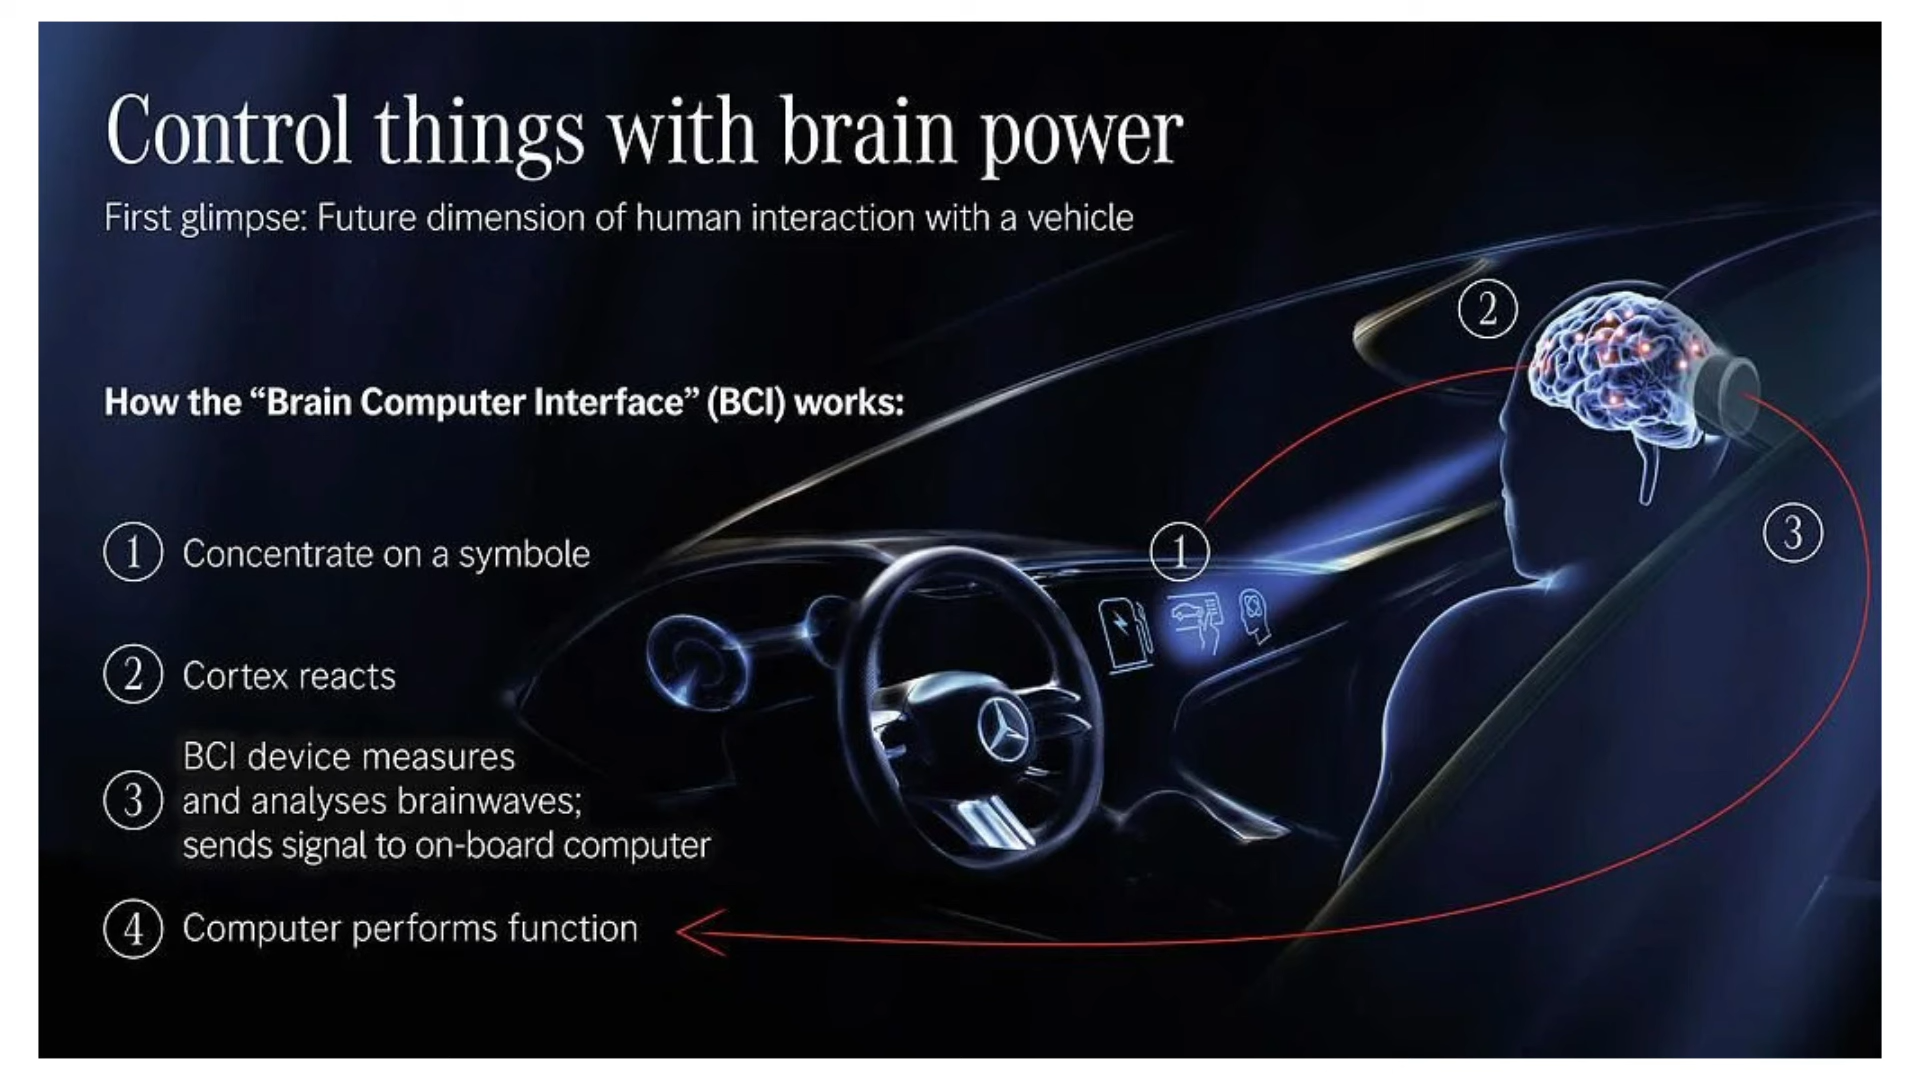 Control things with brain power
First glimpse: Future dimension of human interaction with a vehicle
How the “Brain Computer Interface” (BCI) works:
1 Concentrate on a symbole
2 Cortex reacts
BCI device measures
3 and analyses brainwaves;
sends signal to on-board computer
4 Computer performs function
2
1
3